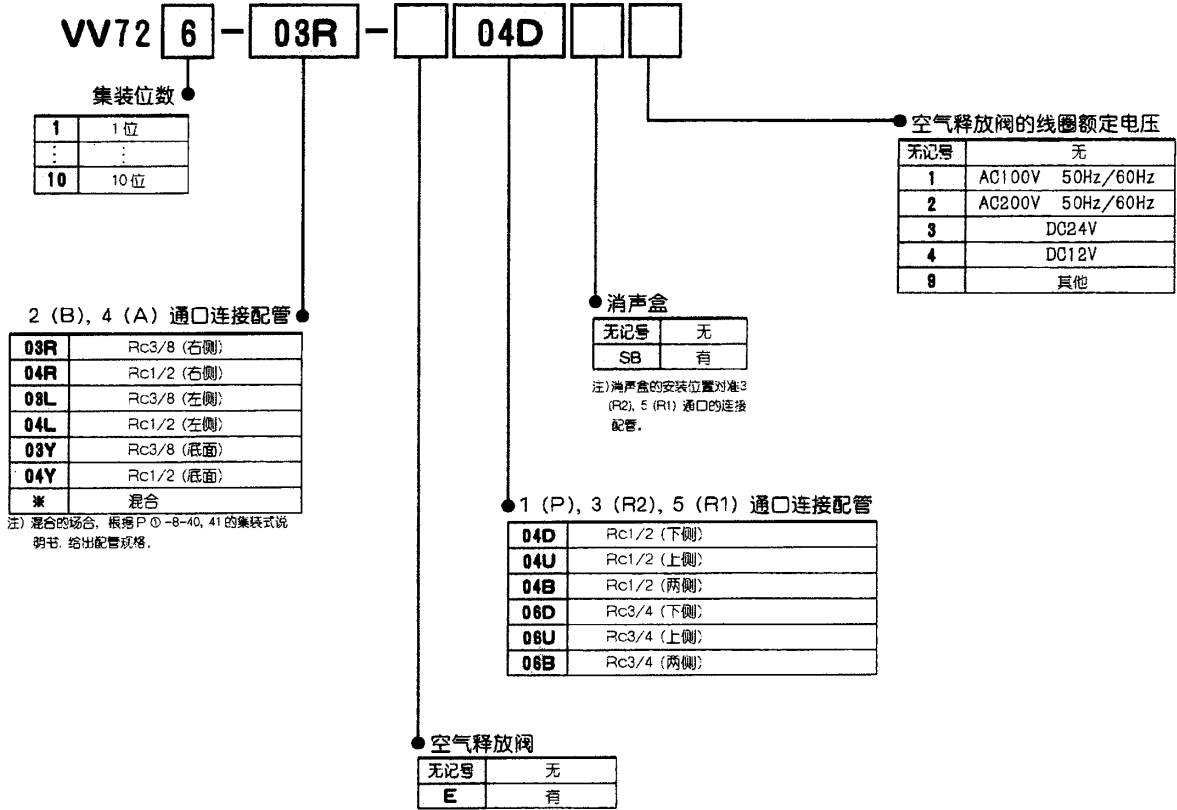 VV72 6 - 03R - 04D
集装位数
1 1位
⋮ ⋮
10 10位
空气释放阀的线圈额定电压
无记号 无
1 AC100V 50Hz/60Hz
2 AC200V 50Hz/60Hz
3 DC24V
4 DC12V
9 其他
2 (B), 4 (A) 通口连接配管
03R Rc3/8 (右侧)
04R Rc1/2 (右侧)
03L Rc3/8 (左侧)
04L Rc1/2 (左侧)
03Y Rc3/8 (底面)
04Y Rc1/2 (底面)
※ 混合
注) 混合的场合, 根据P①-8-40, 41的集装式说
明书, 给出配管规格.
消声盒
无记号 无
SB 有
注)消声盒的安装位置对准3
(R2), 5 (R1) 通口的连接
配管.
1 (P), 3 (R2), 5 (R1) 通口连接配管
04D Rc1/2 (下侧)
04U Rc1/2 (上侧)
04B Rc1/2 (两侧)
06D Rc3/4 (下侧)
06U Rc3/4 (上侧)
06B Rc3/4 (两侧)
空气释放阀
无记号 无
E 有